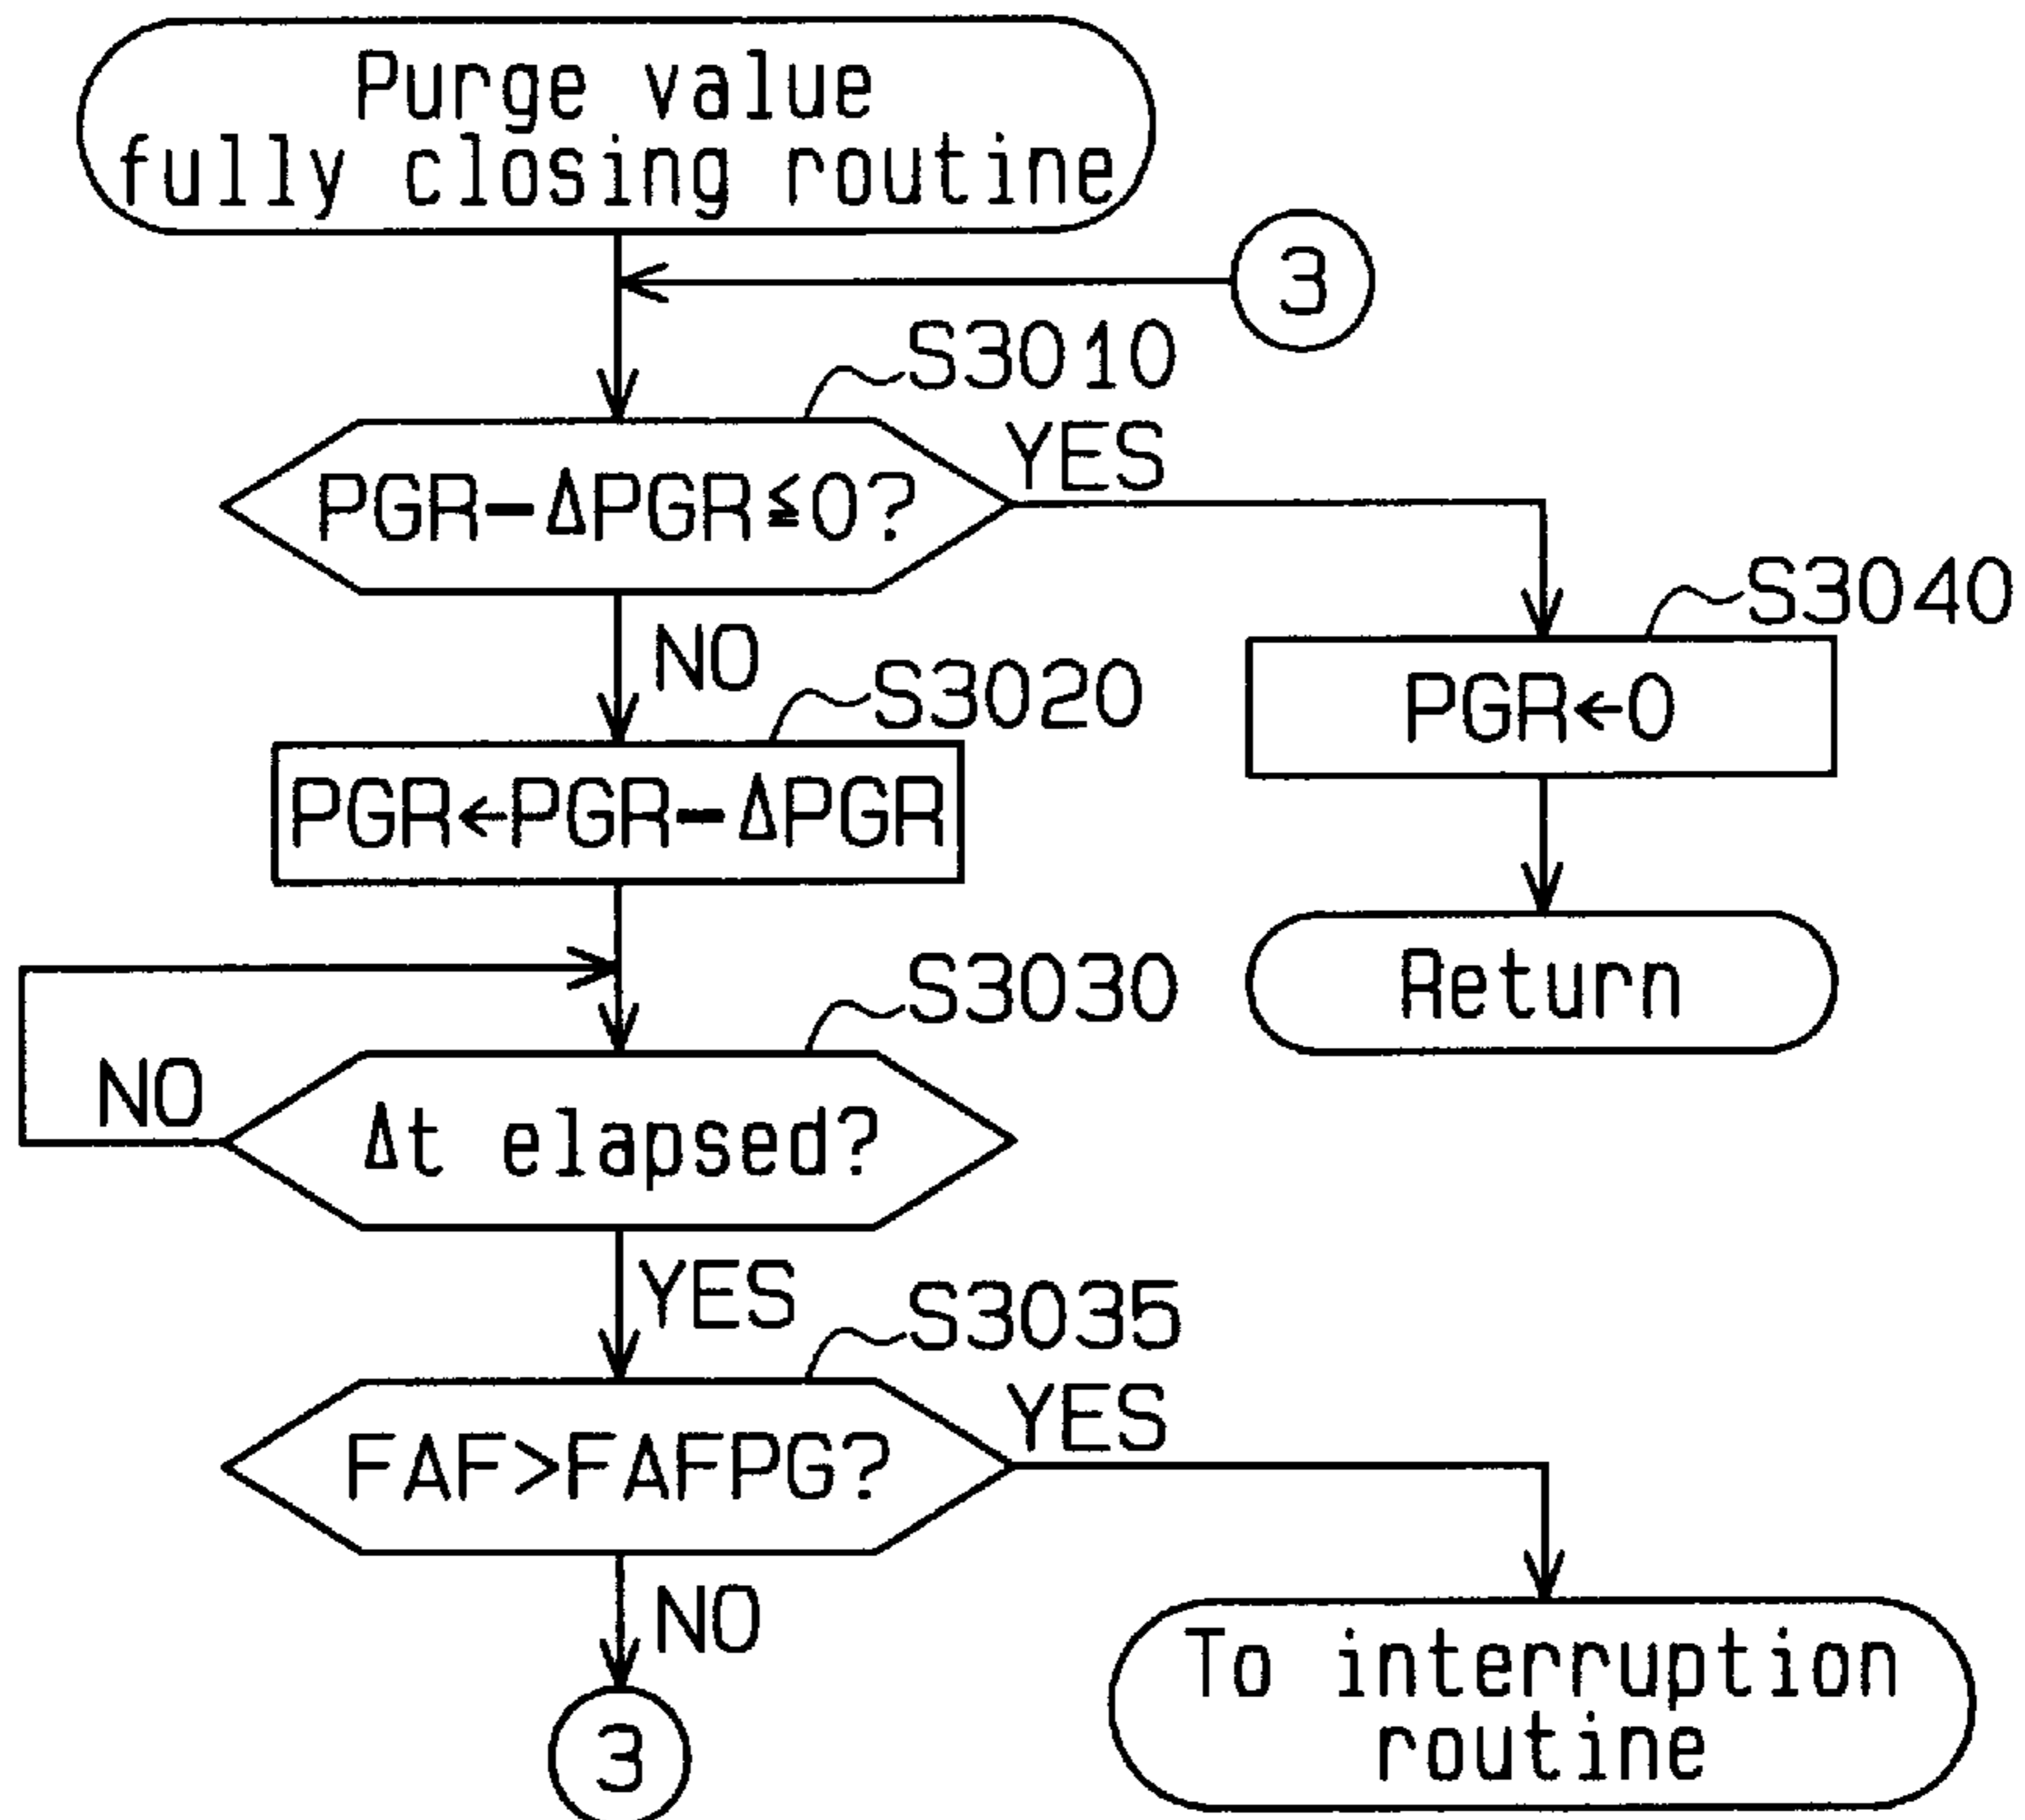 Purge value
fully closing routine
3
S3010
PGR-ΔPGR≦0?
YES
NO
S3040
PGR←0
Return
S3020
PGR←PGR-ΔPGR
S3030
Δt elapsed?
NO
YES
S3035
FAF>FAFPG?
YES
NO
3
To interruption
routine